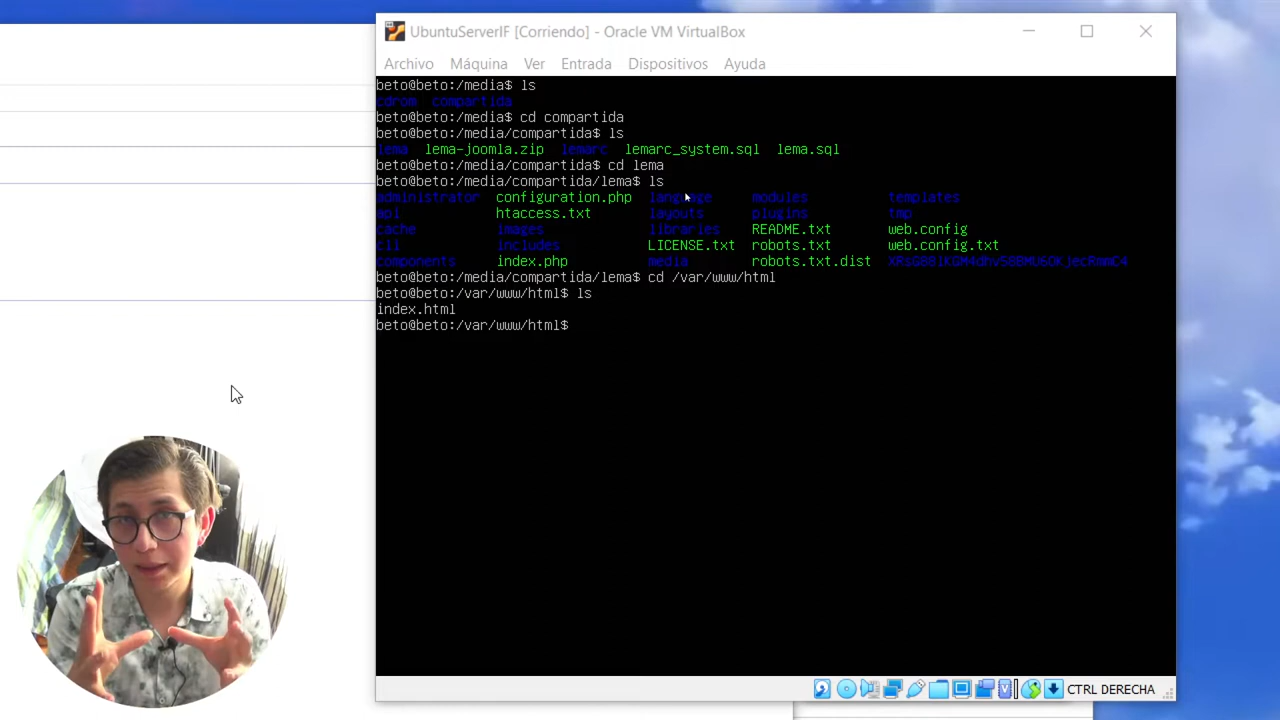 UbuntuServerIF [Corriendo] - Oracle VM VirtualBox
Archivo Máquina Ver Entrada Dispositivos Ayuda
beto@beto:/media$ ls
cdrom compartida
beto@beto:/media$ cd compartida
beto@beto:/media/compartida$ ls
lema lema-joomla.zip lemarc lemarc_system.sql lema.sql
beto@beto:/media/compartida$ cd lema
beto@beto:/media/compartida/lema$ ls
administrator configuration.php language modules templates
api htaccess.txt layouts plugins tmp
cache images libraries README.txt web.config
cli includes LICENSE.txt robots.txt web.config.txt
components index.php media robots.txt.dist
beto@beto:/media/compartida/lema$ cd /var/www/html
beto@beto:/var/www/html$ ls
index.html
beto@beto:/var/www/html$
CTRL DERECHA